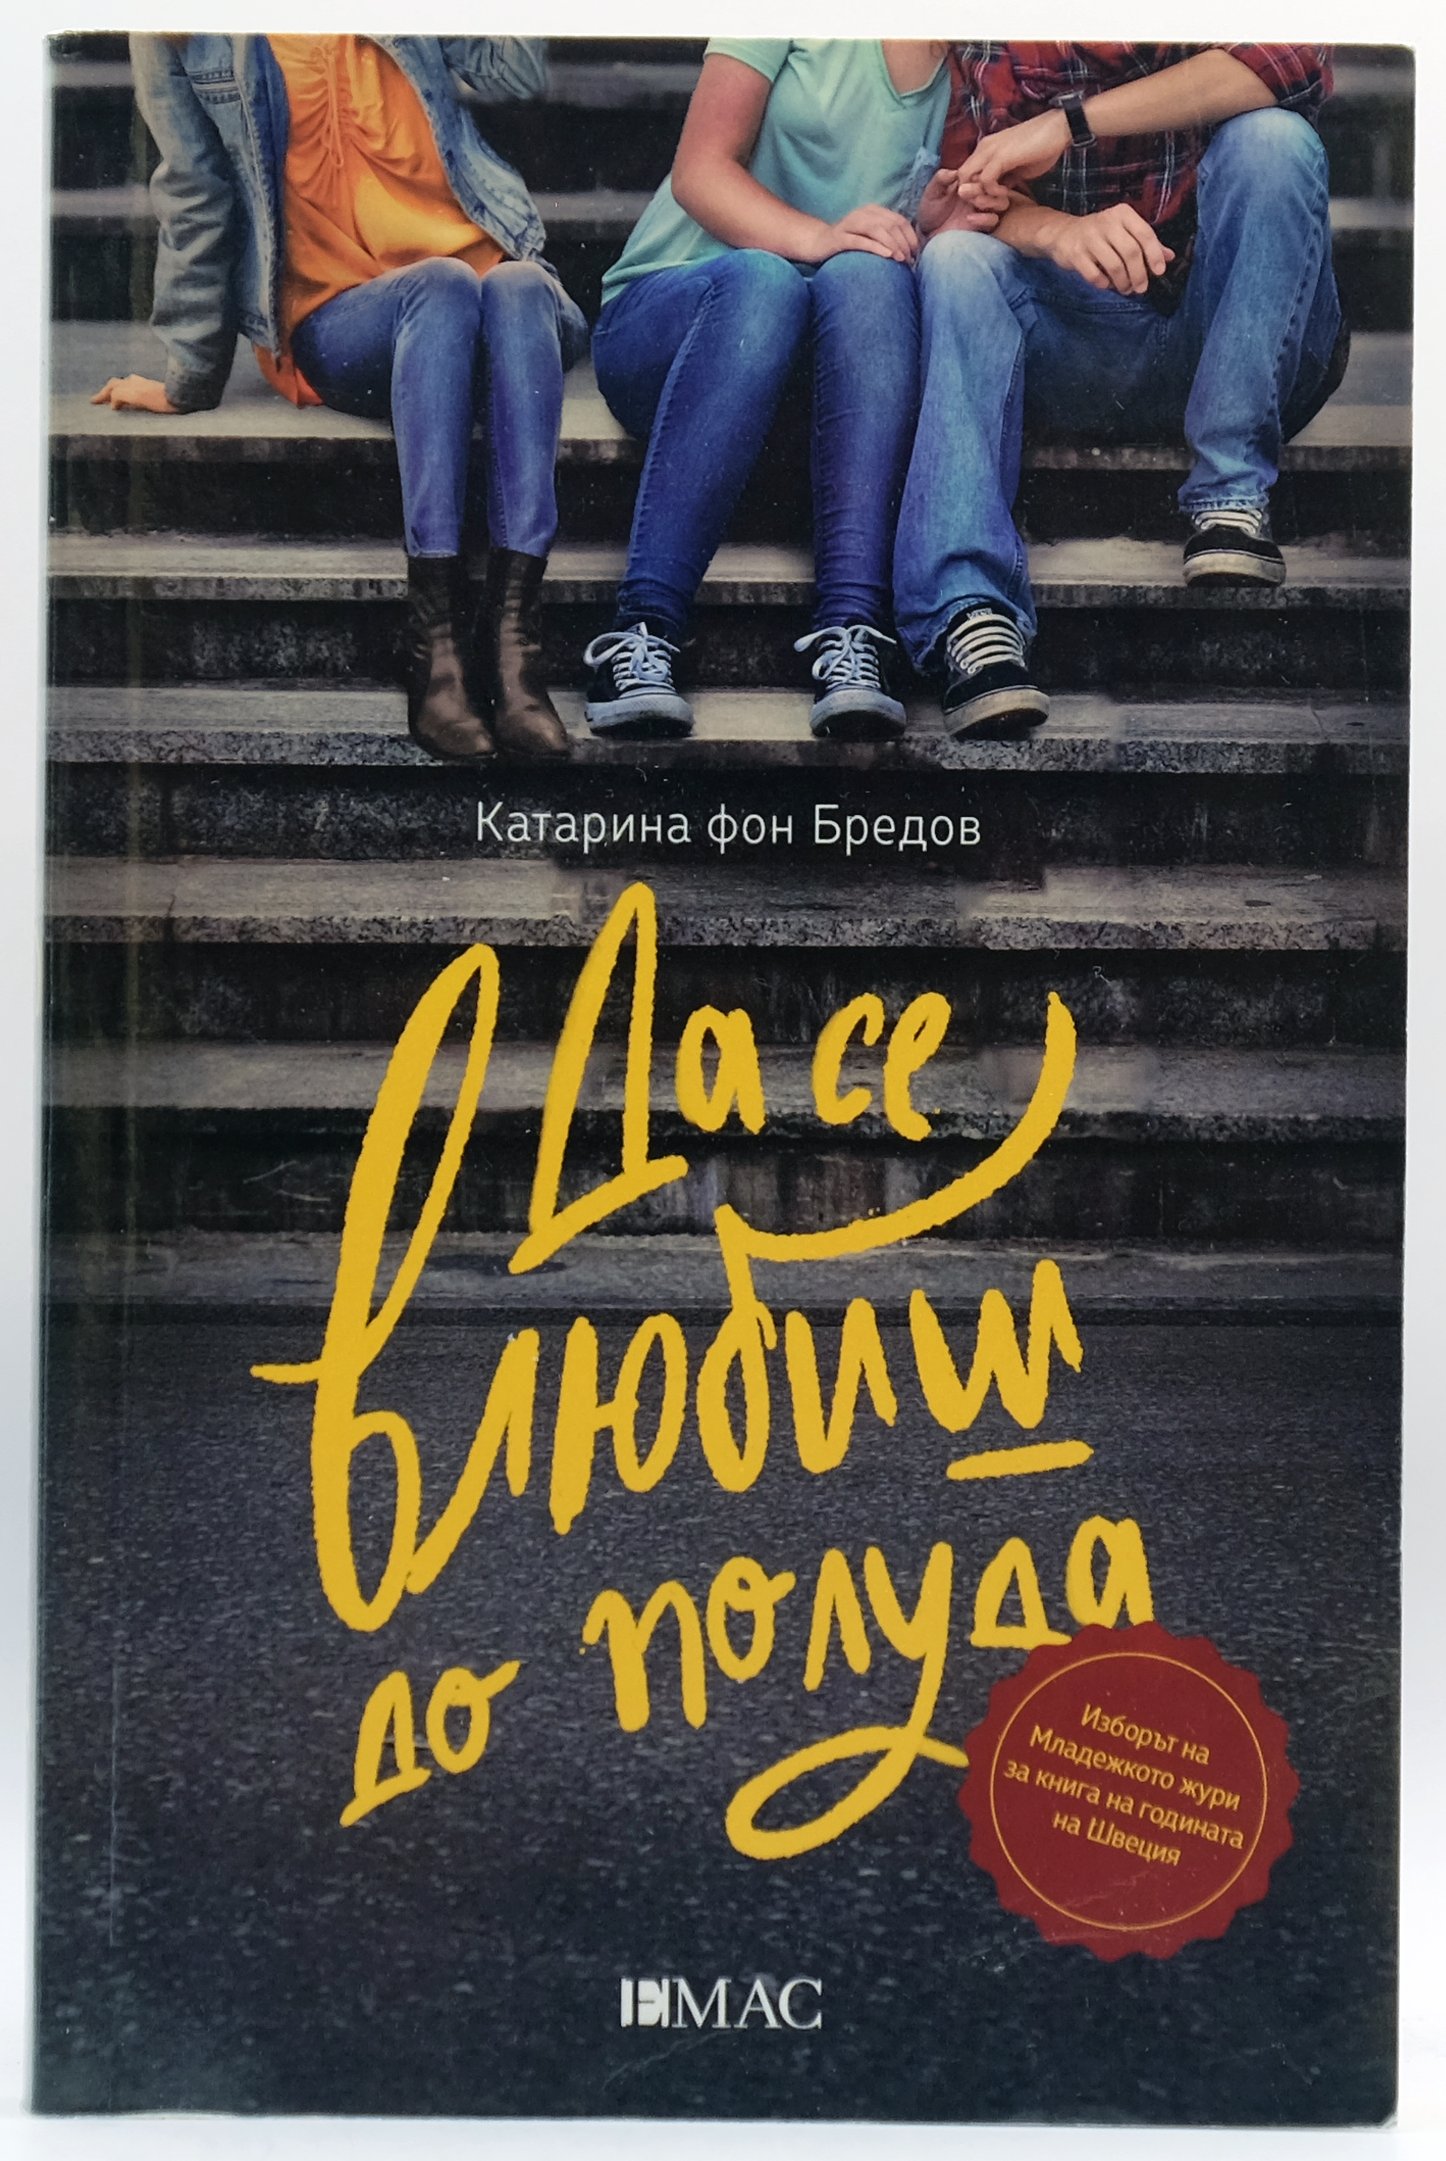 Катарина фон Бредов
Да се
влюбиш
до полуда
Изборът на
Младежкото жури
за книга на годината
на Швеция
ЕМАС